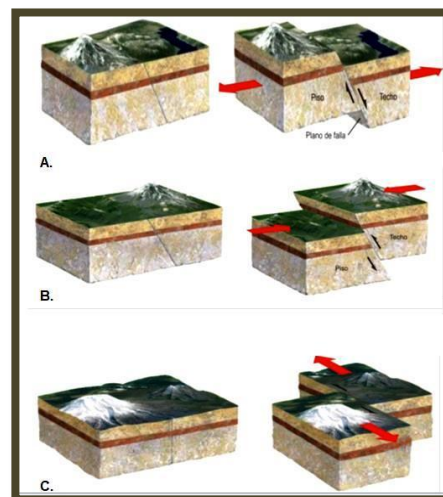 Piso
Techo
Plano de falla
A.
Techo
Piso
B.
C.